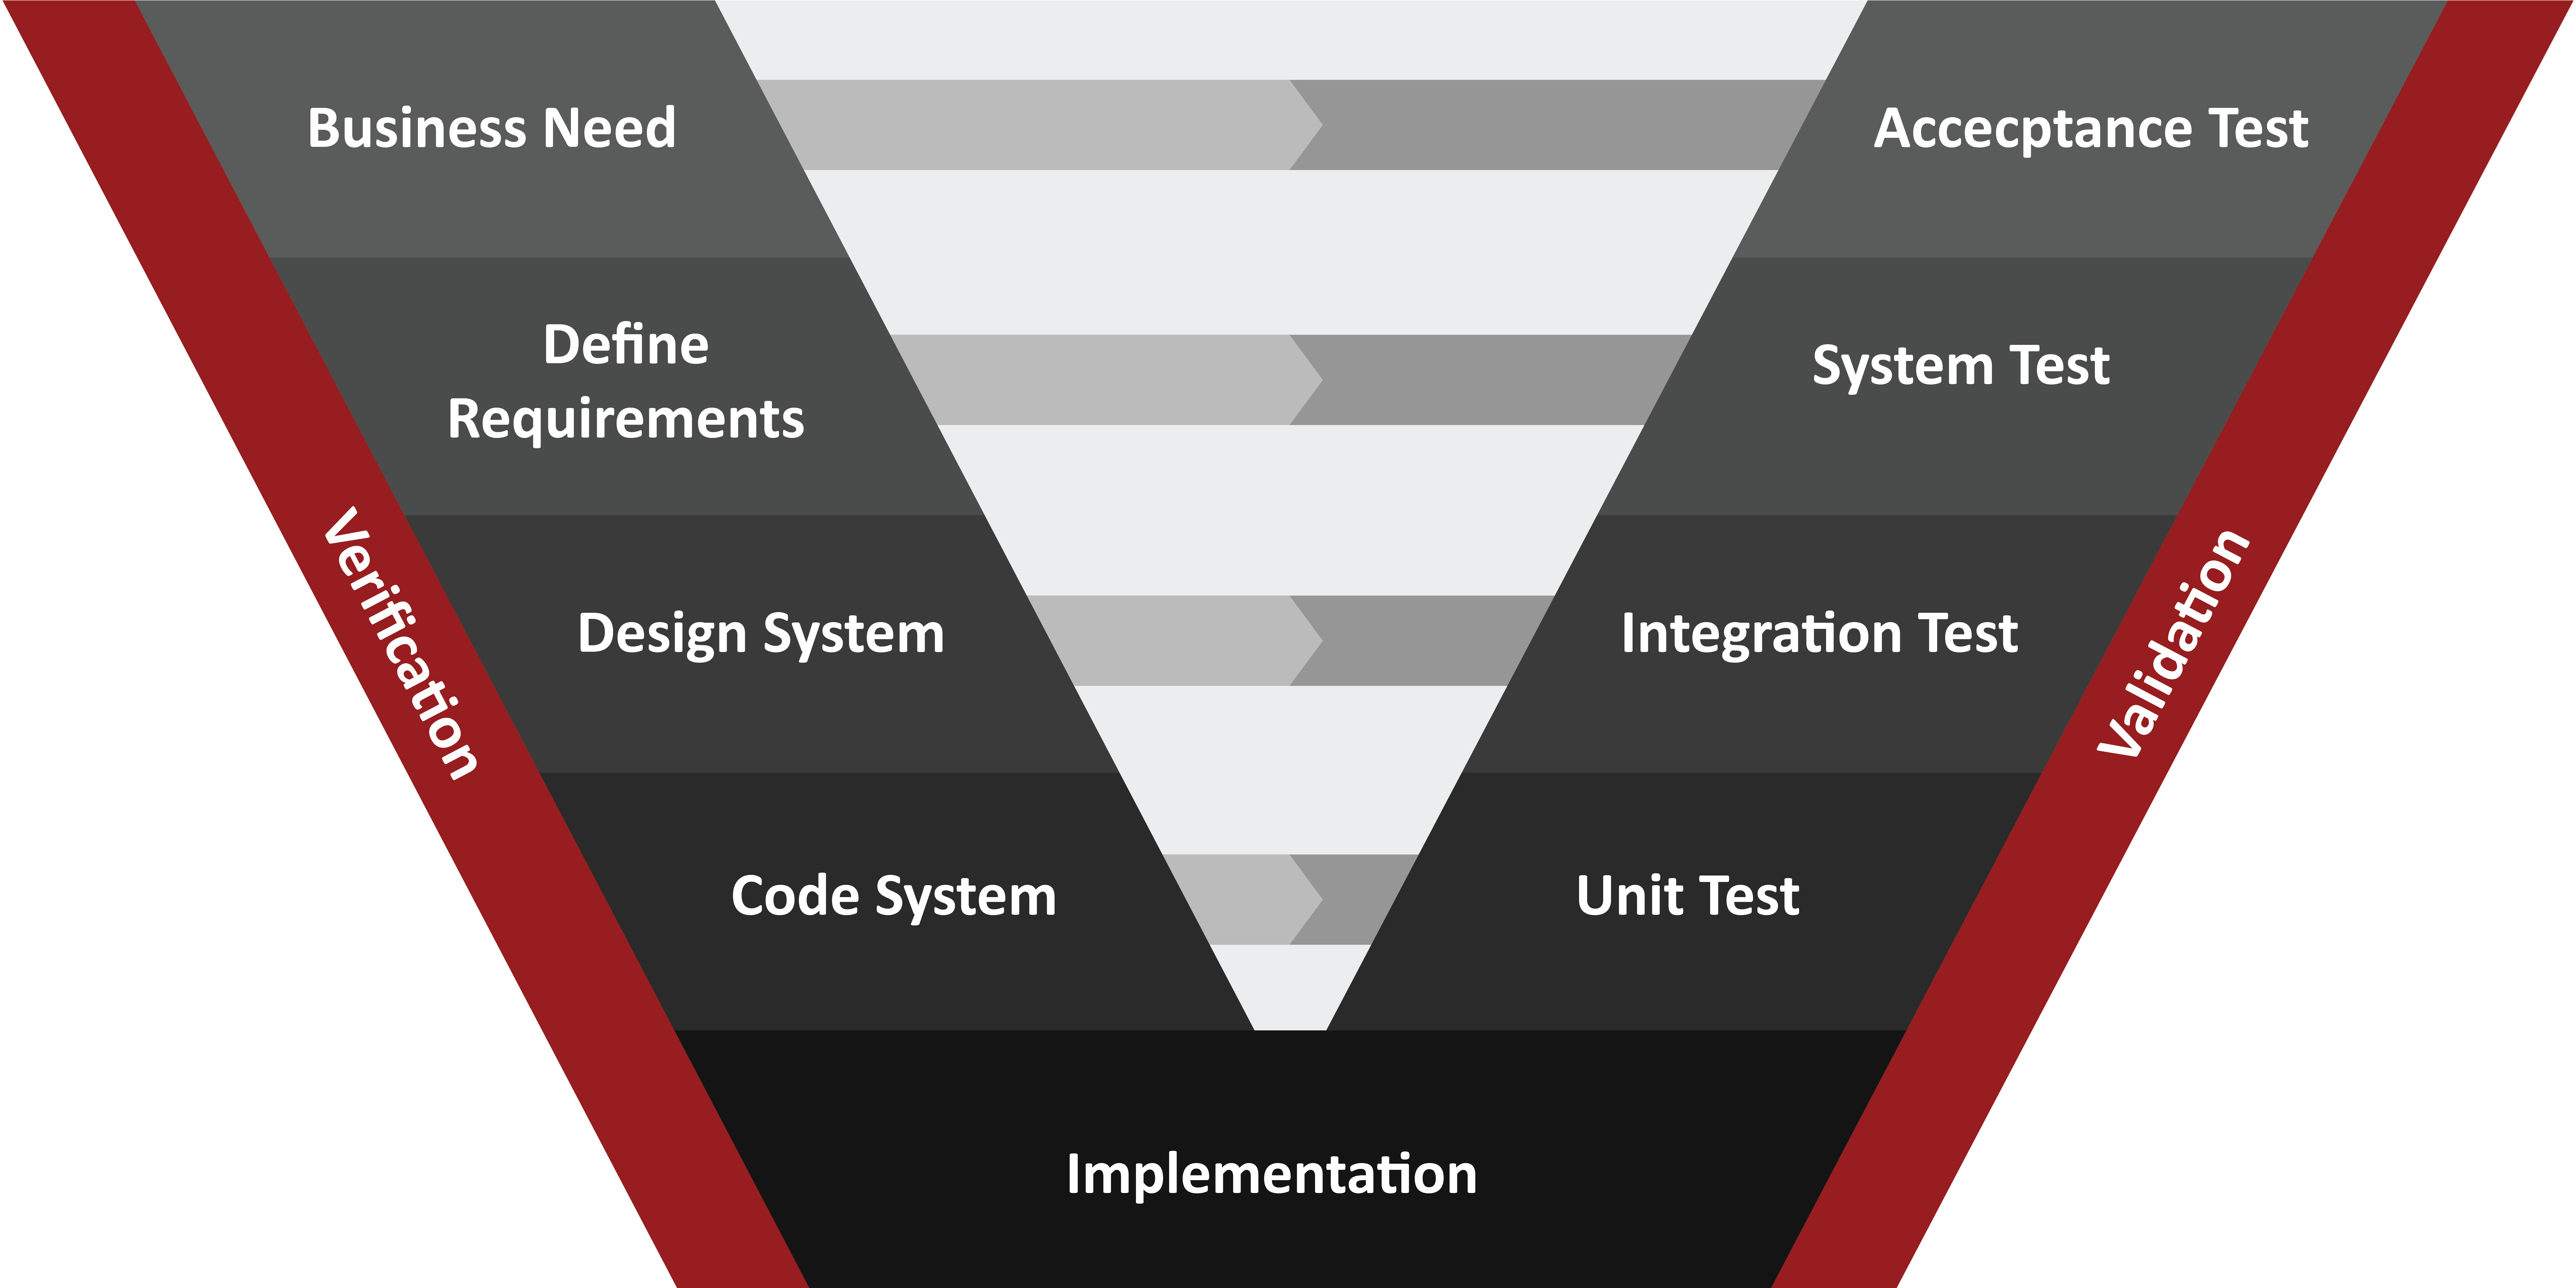 Business Need
Accecptance Test
Define
Requirements
System Test
Verification
Validation
Design System
Integration Test
Code System
Unit Test
Implementation